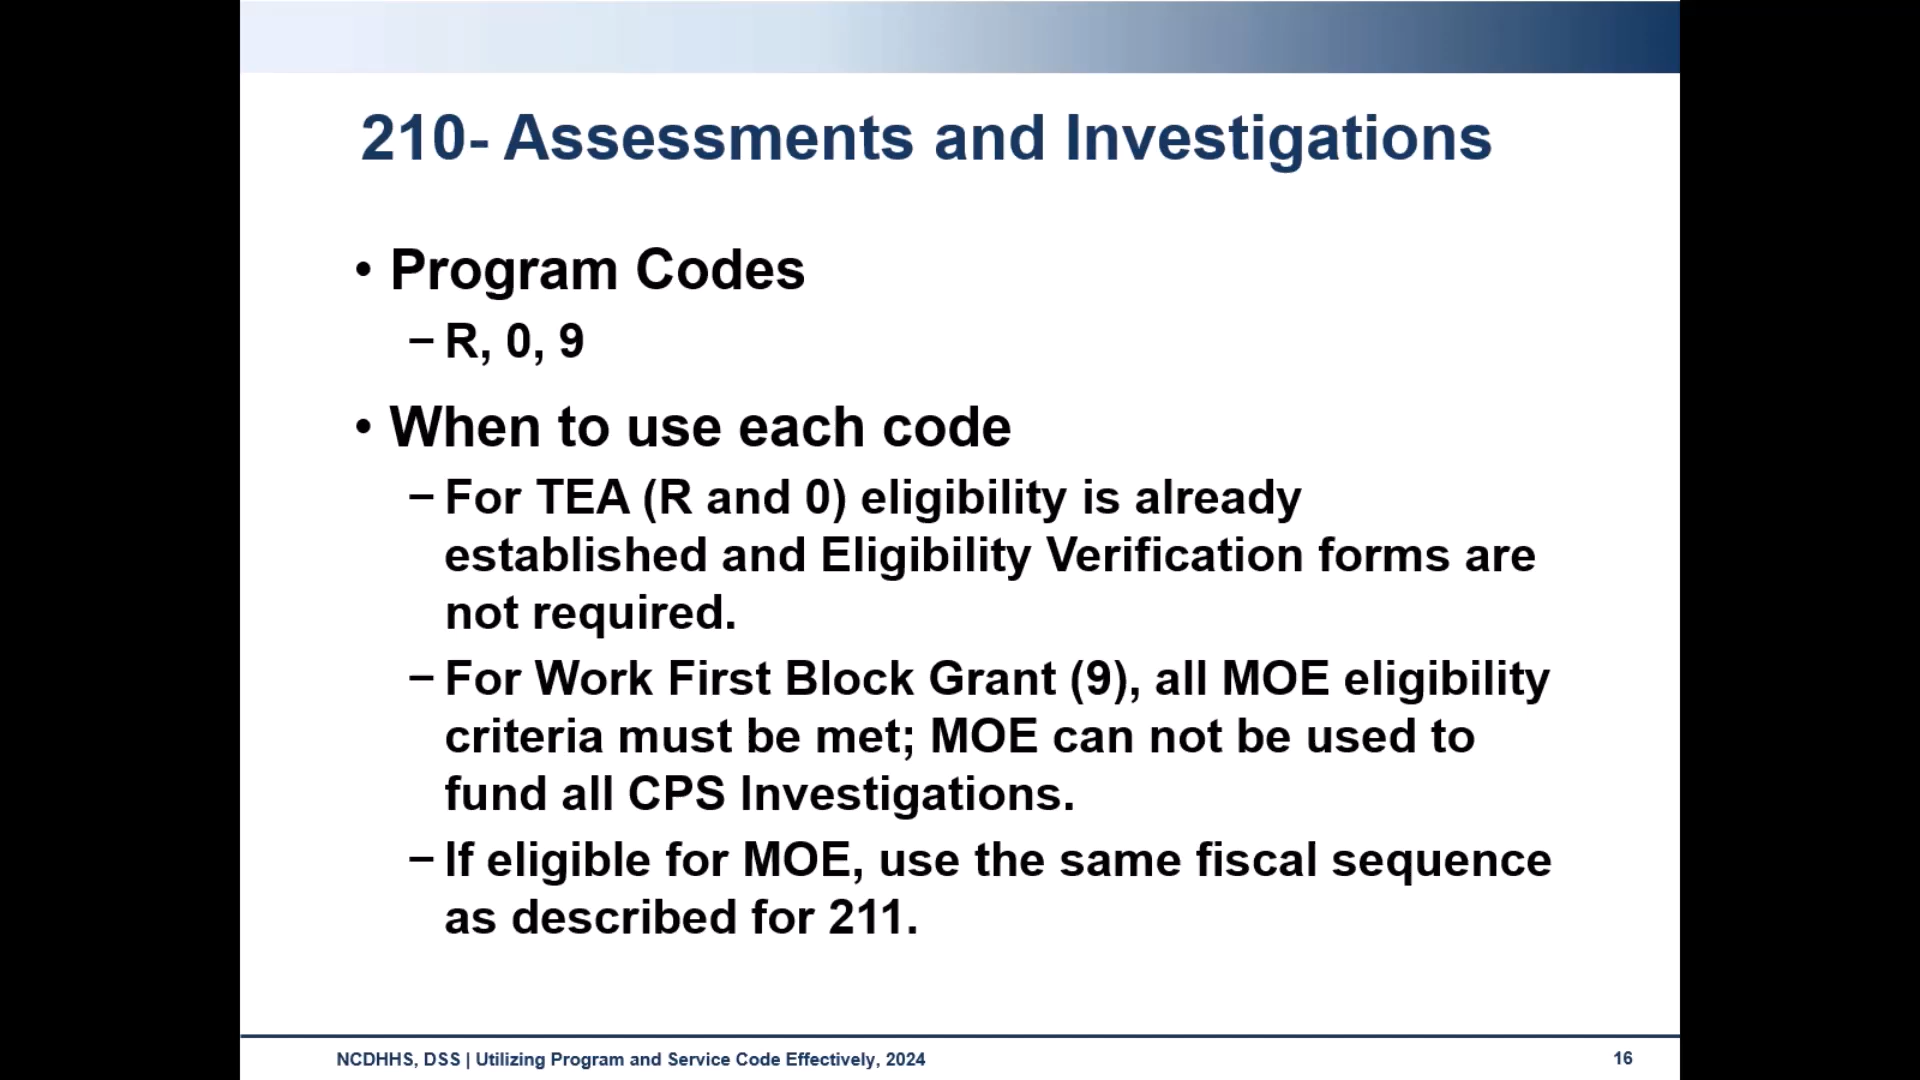 210- Assessments and Investigations
• Program Codes
– R, 0, 9
• When to use each code
– For TEA (R and 0) eligibility is already
established and Eligibility Verification forms are
not required.
– For Work First Block Grant (9), all MOE eligibility
criteria must be met; MOE can not be used to
fund all CPS Investigations.
– If eligible for MOE, use the same fiscal sequence
as described for 211.
NCDHHS, DSS | Utilizing Program and Service Code Effectively, 2024
16